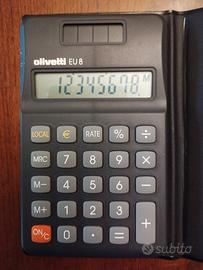 olivetti EU 8
12345678 M
LOCAL € RATE % ÷
MRC 7 8 9 ×
M- 4 5 6 −
M+ 1 2 3 +
ON/C 0 . =
subito